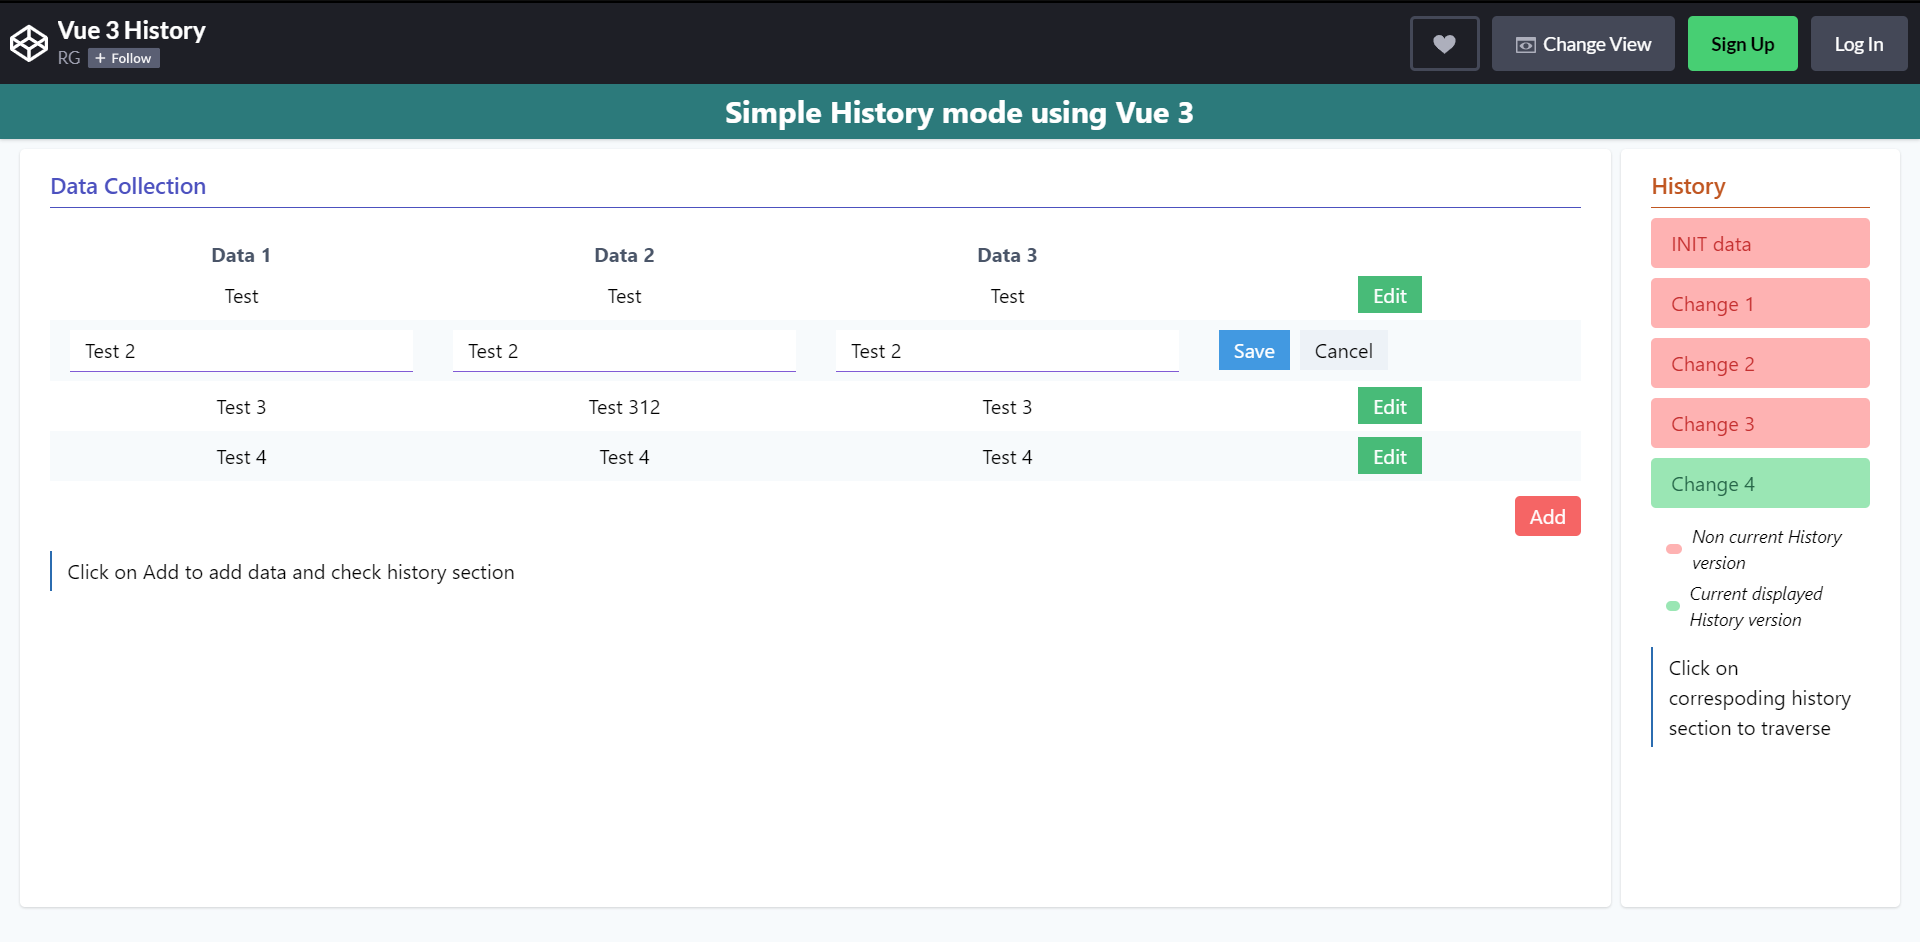 Vue 3 History
RG + Follow
Change View
Sign Up
Log In
Simple History mode using Vue 3
Data Collection
Data 1 Data 2 Data 3
Test Test Test Edit
Test 2 Test 2 Test 2 Save Cancel
Test 3 Test 312 Test 3 Edit
Test 4 Test 4 Test 4 Edit
Add
Click on Add to add data and check history section
History
INIT data
Change 1
Change 2
Change 3
Change 4
Non current History
version
Current displayed
History version
Click on
correspoding history
section to traverse